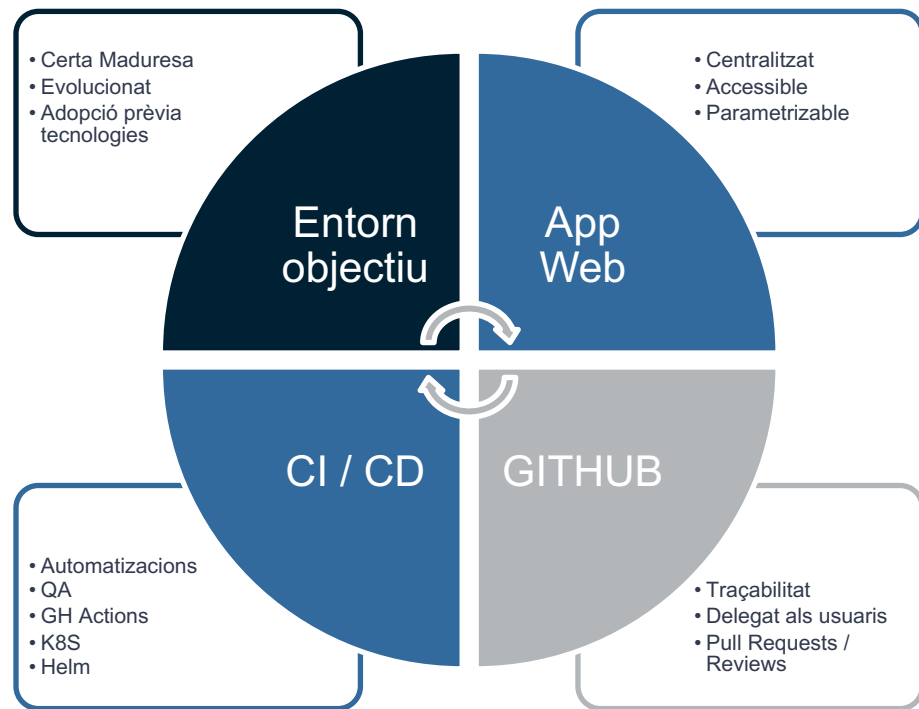 • Certa Maduresa
• Evolucionat
• Adopció prèvia
tecnologies
• Centralitzat
• Accessible
• Parametrizable
Entorn
objectiu
App
Web
CI / CD
GITHUB
• Automatizacions
• QA
• GH Actions
• K8S
• Helm
• Traçabilitat
• Delegat als usuaris
• Pull Requests /
Reviews